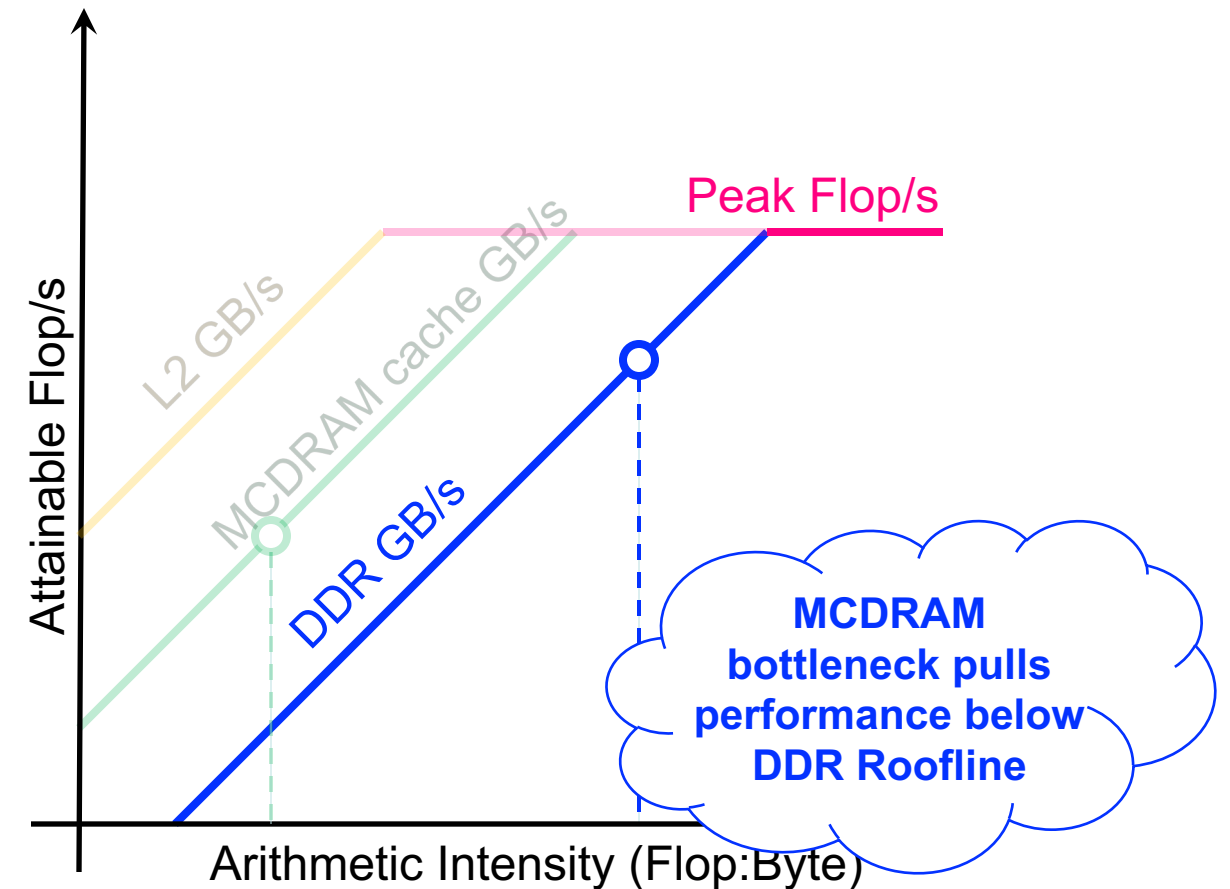 Peak Flop/s
L2 GB/s
MCDRAM cache GB/s
DDR GB/s
Attainable Flop/s
MCDRAM
bottleneck pulls
performance below
DDR Roofline
Arithmetic Intensity (Flop:Byte)